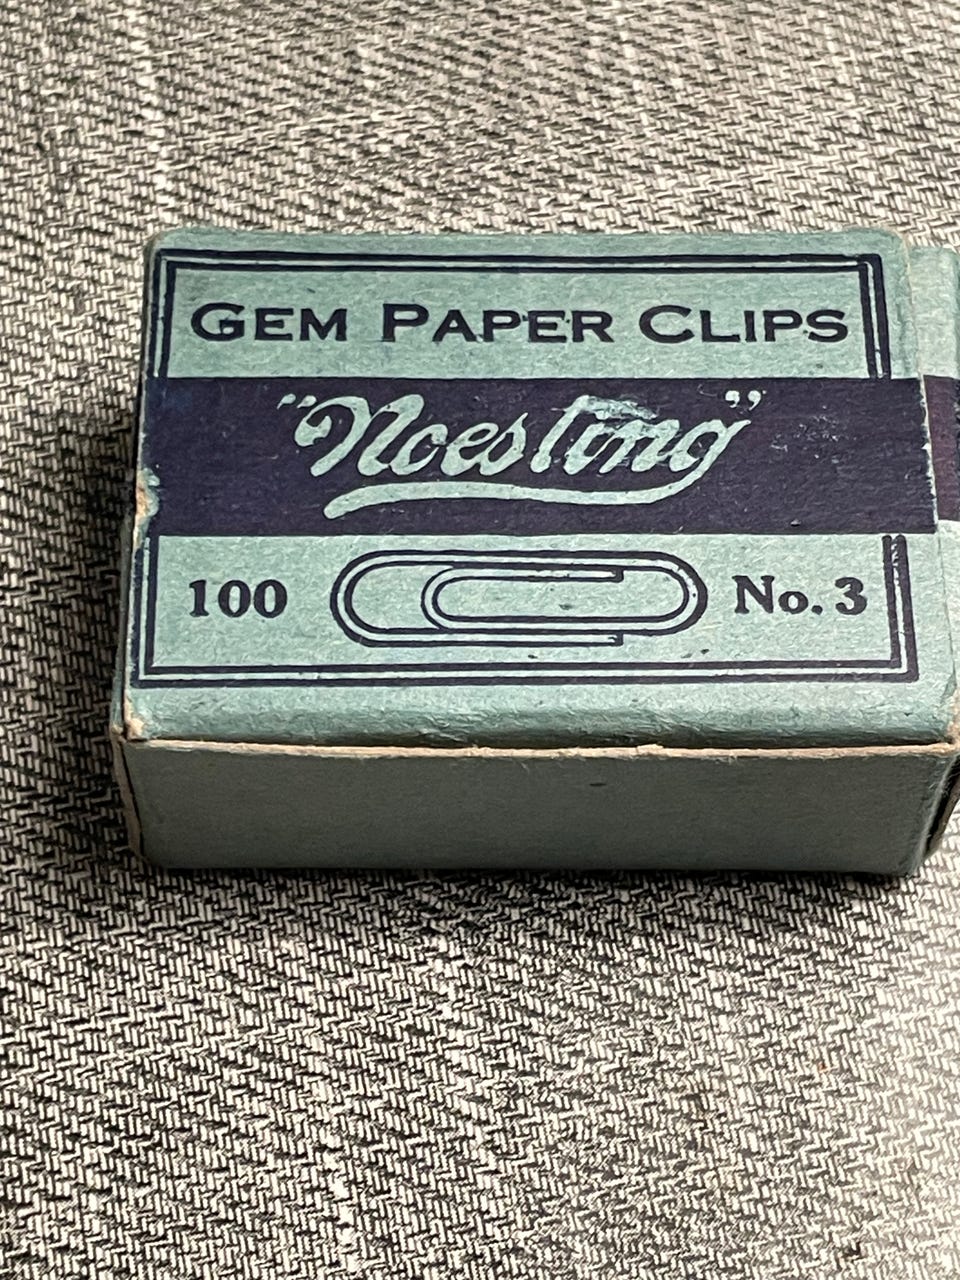 GEM PAPER CLIPS
"Noesting"
100 No. 3